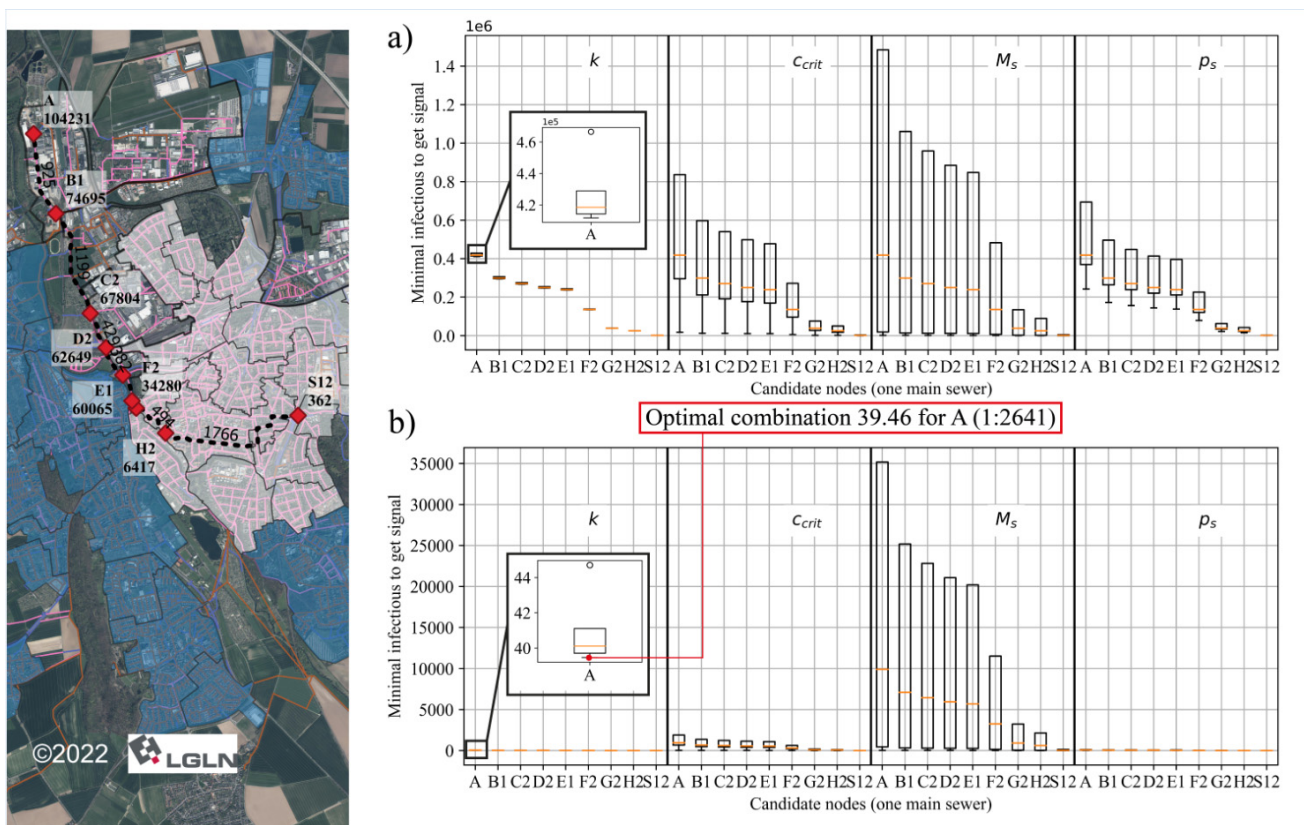 A
104231
925
B1
74695
1199
C2
67804
429
D2
62649
387
F2
34280
E1
60065
494
S12
362
1766
H2
6417
©2022 LGLN
a)
1e6
k
c_crit
M_s
p_s
Minimal infectious to get signal
1.4
1.2
1.0
0.8
0.6
0.4
0.2
0.0
1e5
4.6
4.4
4.2
A
A B1 C2 D2 E1 F2 G2 H2 S12 A B1 C2 D2 E1 F2 G2 H2 S12 A B1 C2 D2 E1 F2 G2 H2 S12 A B1 C2 D2 E1 F2 G2 H2 S12
Candidate nodes (one main sewer)
b)
Optimal combination 39.46 for A (1:2641)
k
c_crit
M_s
p_s
Minimal infectious to get signal
35000
30000
25000
20000
15000
10000
5000
0
44
42
40
A
A B1 C2 D2 E1 F2 G2 H2 S12 A B1 C2 D2 E1 F2 G2 H2 S12 A B1 C2 D2 E1 F2 G2 H2 S12 A B1 C2 D2 E1 F2 G2 H2 S12
Candidate nodes (one main sewer)